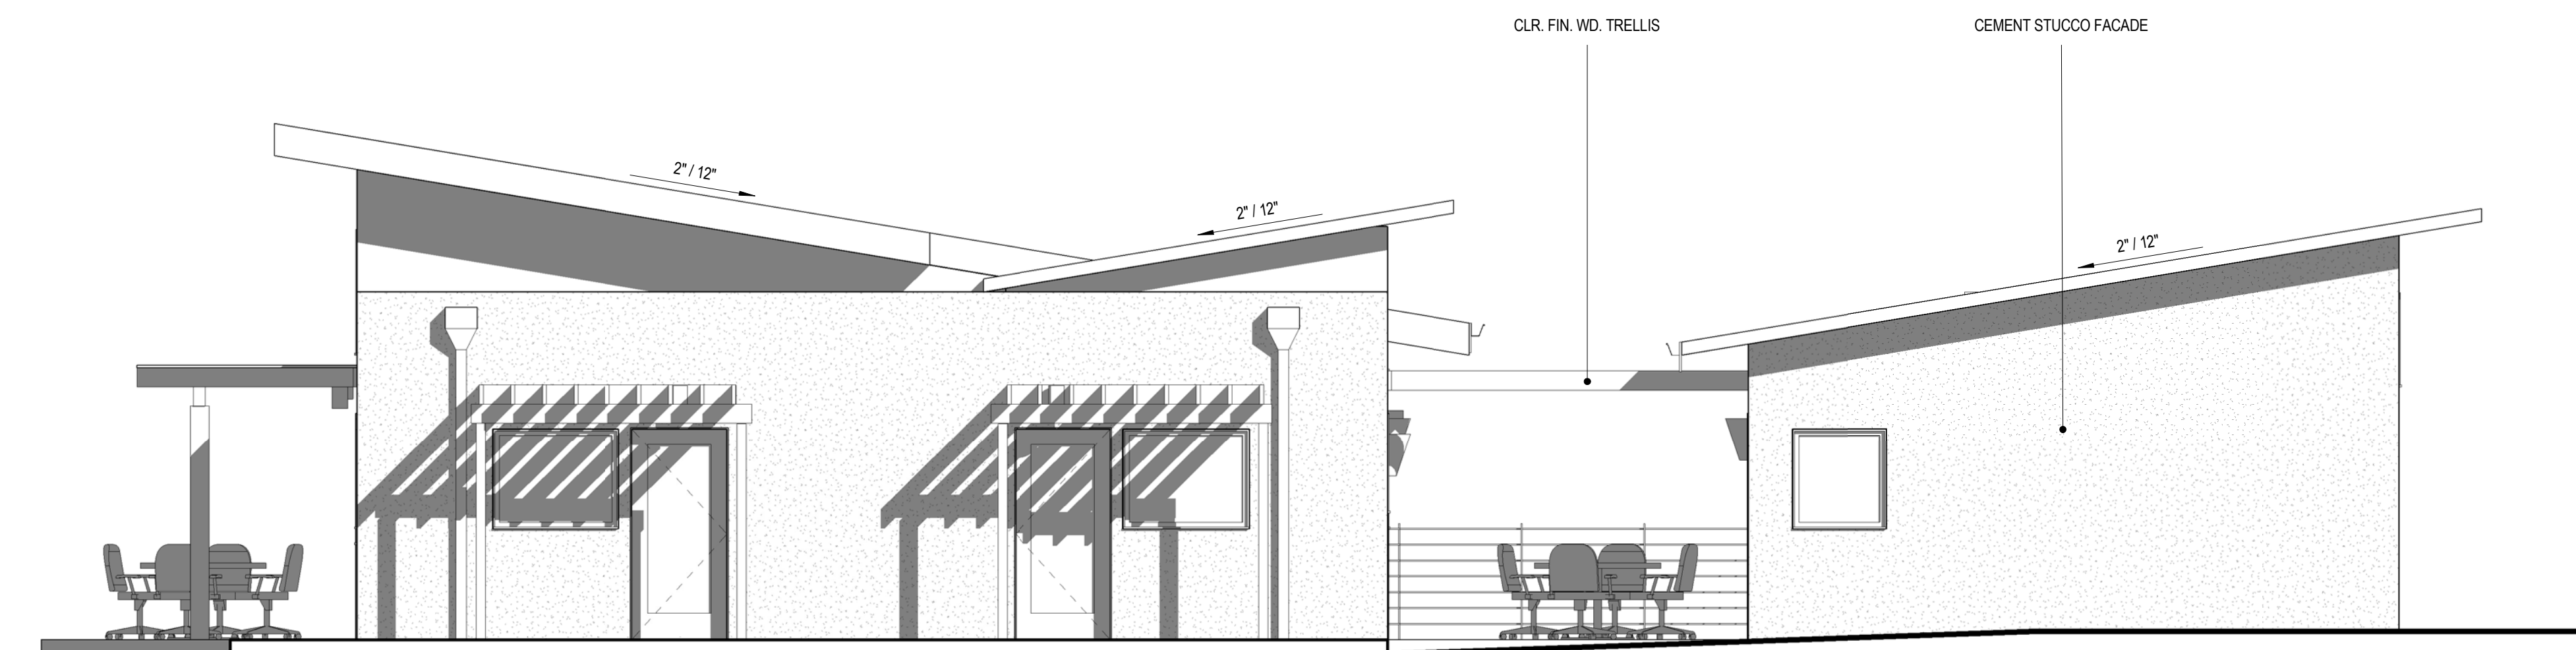 CLR. FIN. WD. TRELLIS
CEMENT STUCCO FACADE
2" / 12"
2" / 12"
2" / 12"